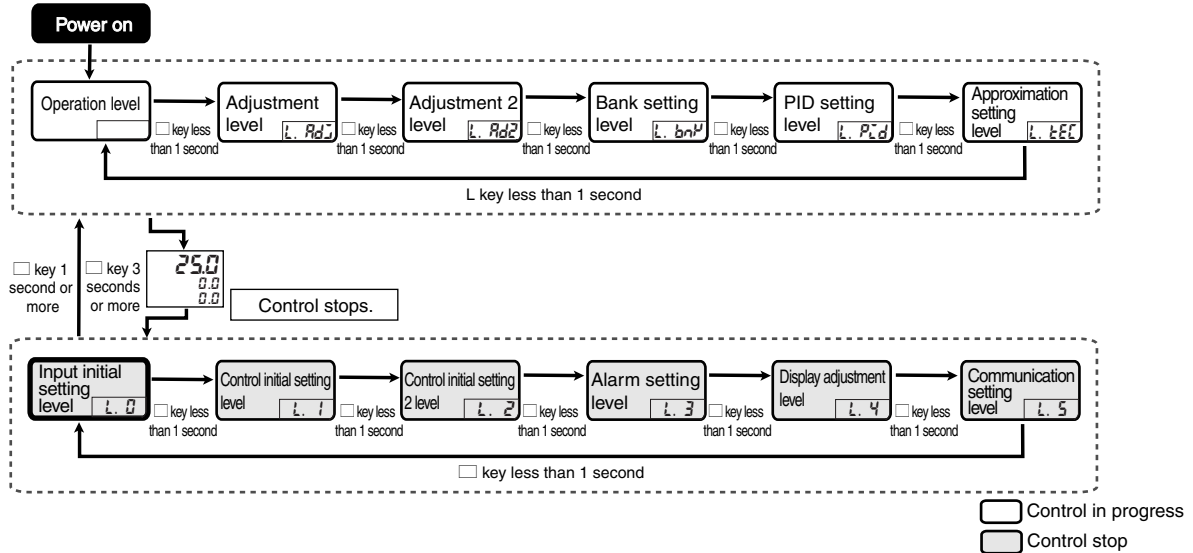 Power on
Operation level
Adjustment
level L. AdJ
Adjustment 2
level L. Ad2
Bank setting
level L. bnK
PID setting
level L. PId
Approximation
setting
level L. tEC
□ key less
than 1 second
□ key less
than 1 second
□ key less
than 1 second
□ key less
than 1 second
□ key less
than 1 second
L key less than 1 second
□ key 1
second or
more
□ key 3
seconds
or more
25.0
0.0
0.0
Control stops.
Input initial
setting
level L. 0
Control initial setting
level L. 1
Control initial setting
2 level L. 2
Alarm setting
level L. 3
Display adjustment
level L. 4
Communication
setting
level L. 5
□ key less
than 1 second
□ key less
than 1 second
□ key less
than 1 second
□ key less
than 1 second
□ key less
than 1 second
□ key less than 1 second
Control in progress
Control stop